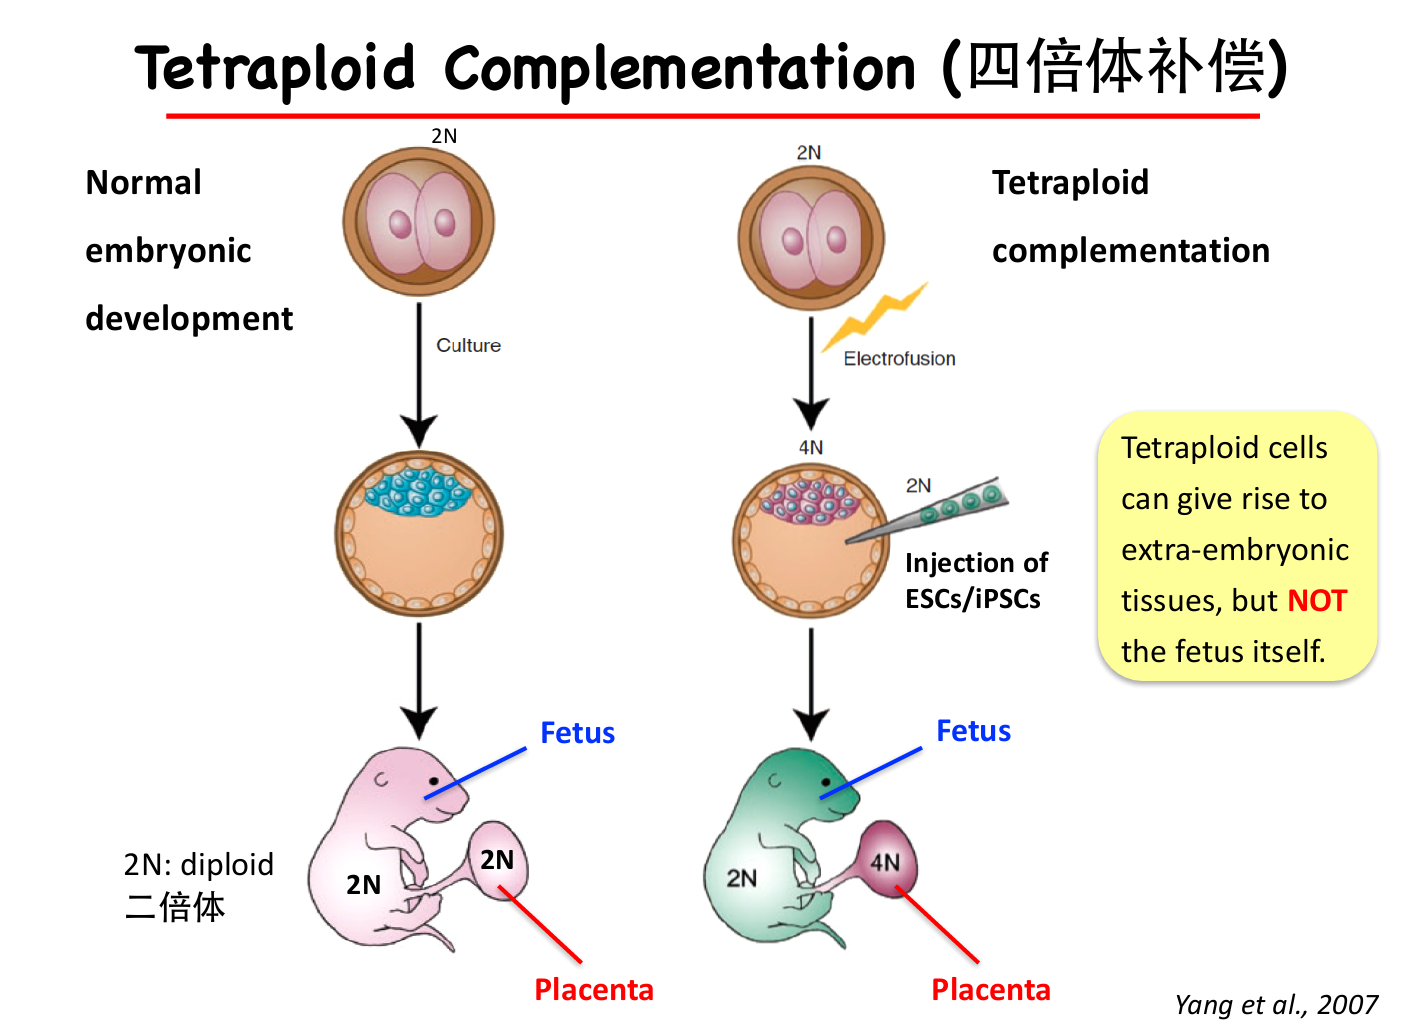 Tetraploid Complementation (四倍体补偿)
Normal
embryonic
development
2N
Culture
2N
Tetraploid
complementation
Electrofusion
4N
2N
Injection of
ESCs/iPSCs
Tetraploid cells
can give rise to
extra-embryonic
tissues, but NOT
the fetus itself.
Fetus
2N
2N
Placenta
2N: diploid
二倍体
Fetus
2N
4N
Placenta
Yang et al., 2007